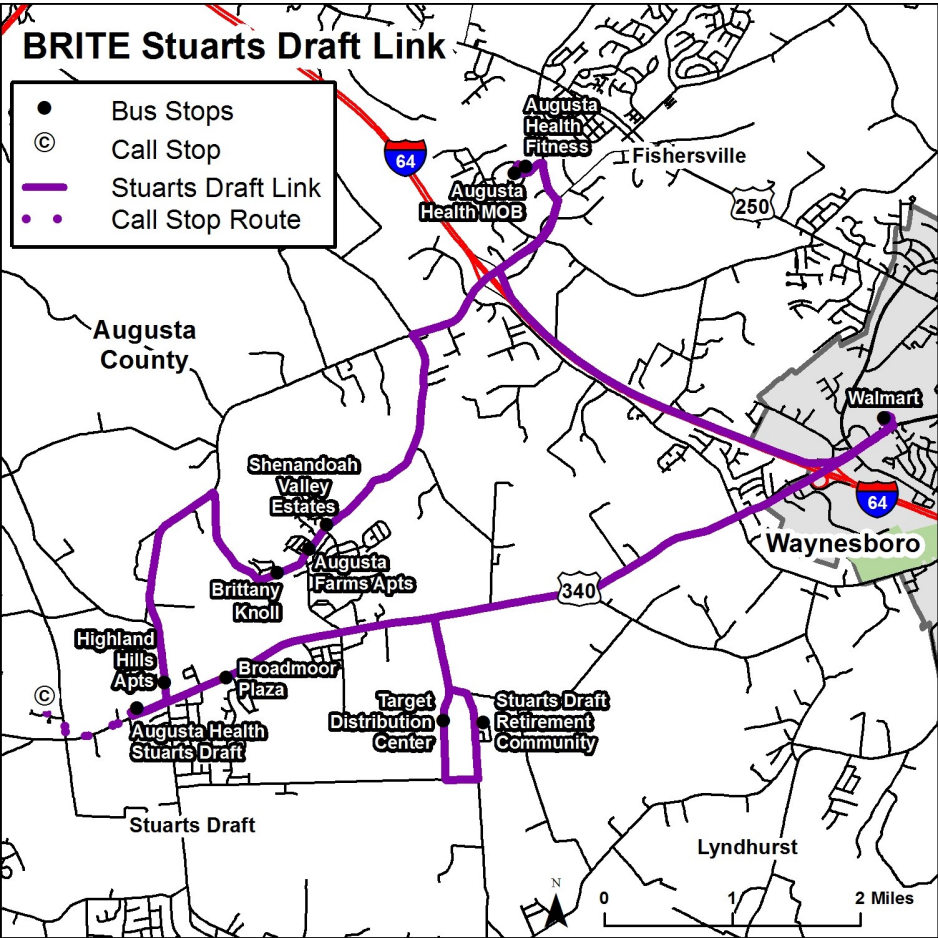 BRITE Stuarts Draft Link
Bus Stops
C
Call Stop
Stuarts Draft Link
Call Stop Route
64
Augusta
Health
Fitness
Fishersville
Augusta
Health MOB
250
Augusta
County
Walmart
Shenandoah
Valley
Estates
64
Waynesboro
Augusta
Farms Apts
Brittany
Knoll
340
Highland
Hills
Apts
Broadmoor
Plaza
C
Target
Distribution
Center
Stuarts Draft
Retirement
Community
Augusta Health
Stuarts Draft
Stuarts Draft
Lyndhurst
N
0 1 2 Miles